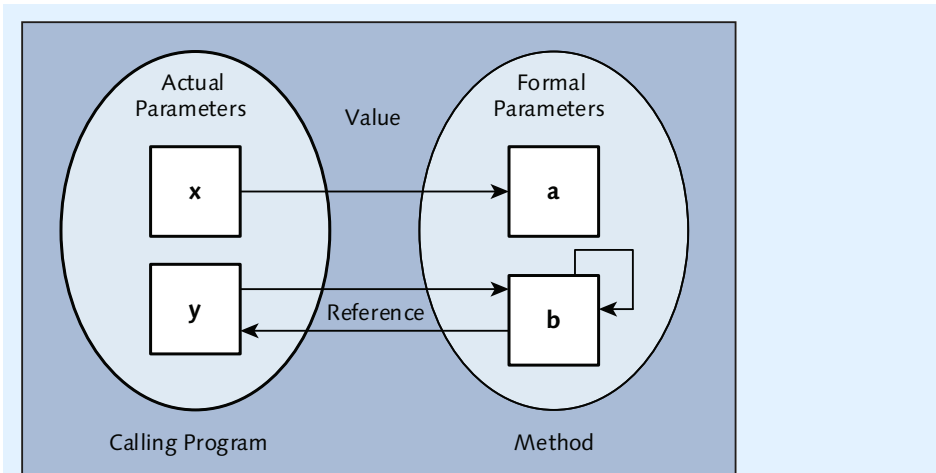 Actual
Parameters
Formal
Parameters
Value
x
a
y
Reference
b
Calling Program
Method